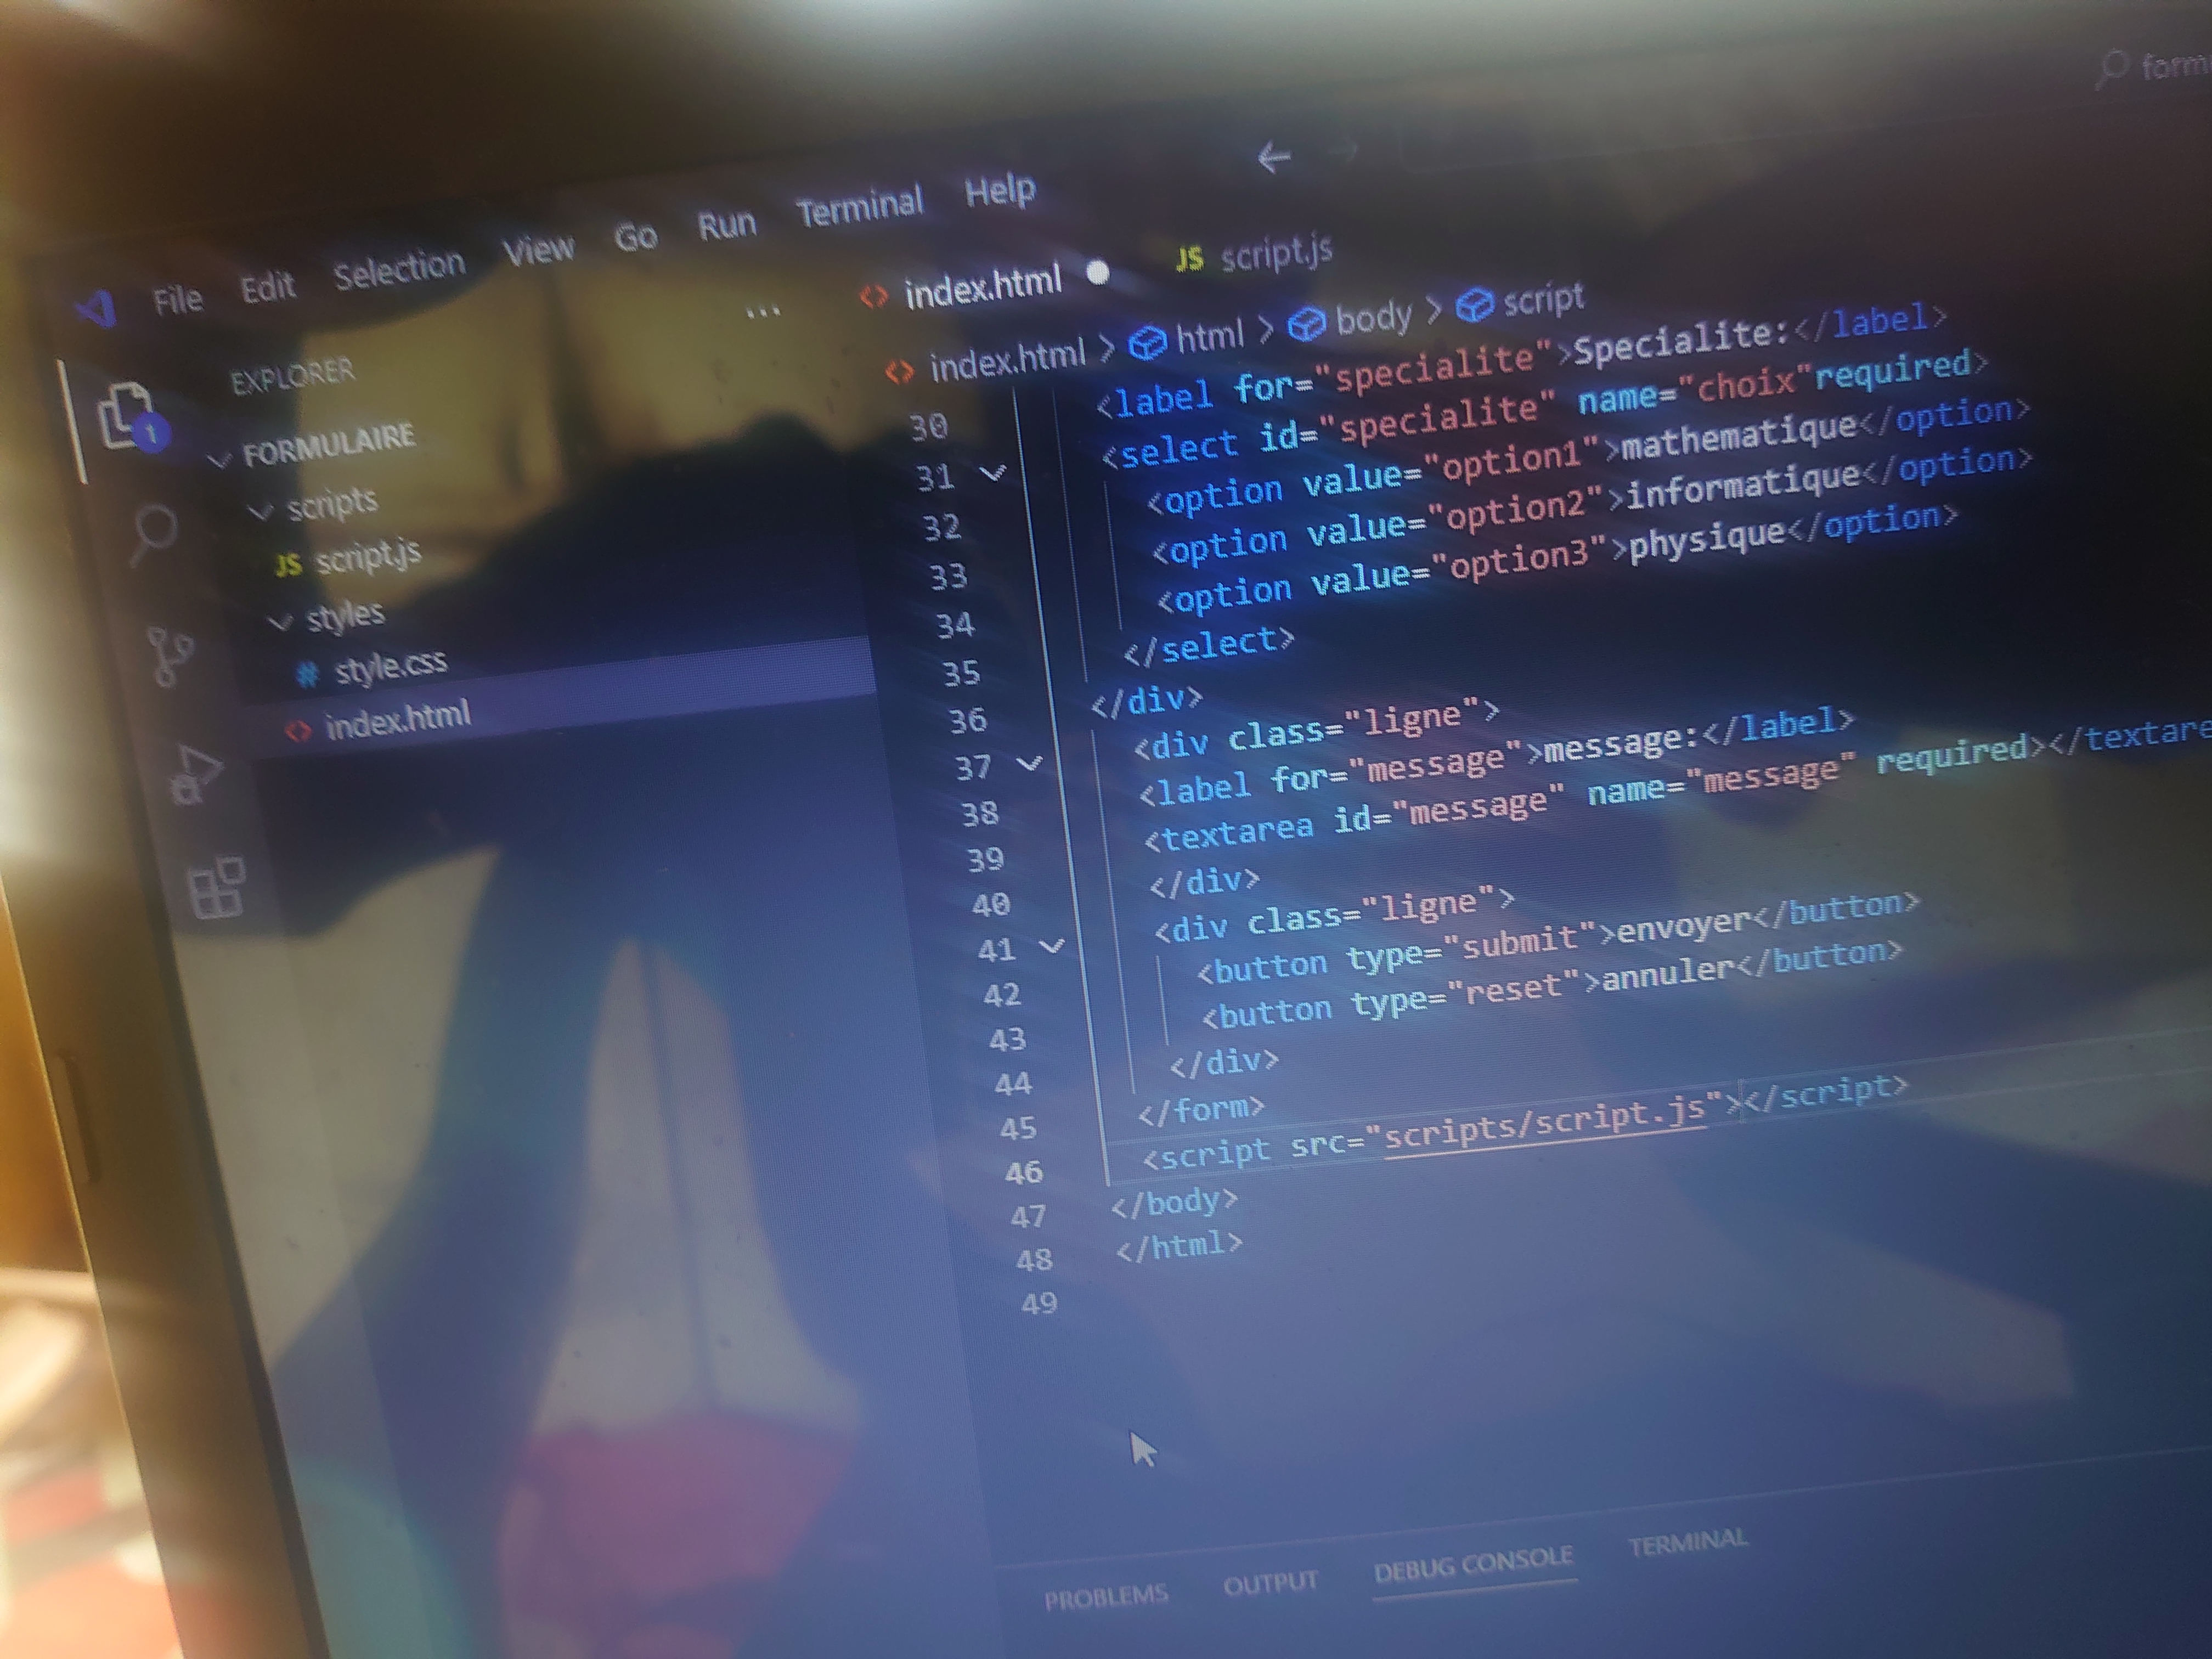 form
File Edit Selection View Go Run Terminal Help
EXPLORER ...
FORMULAIRE
scripts
JS script.js
styles
# style.css
<> index.html
1
<> index.html ● JS script.js
<> index.html > html > body > script
30 <label for="specialite">Specialite:</label>
31 <select id="specialite" name="choix"required>
32 <option value="option1">mathematique</option>
33 <option value="option2">informatique</option>
34 <option value="option3">physique</option>
35 </select>
36 </div>
37 <div class="ligne">
38 <label for="message">message:</label>
39 <textarea id="message" name="message" required></textare
40 </div>
41 <div class="ligne">
42 <button type="submit">envoyer</button>
43 <button type="reset">annuler</button>
44 </div>
45 </form>
46 <script src="scripts/script.js"></script>
47 </body>
48 </html>
49
PROBLEMS OUTPUT DEBUG CONSOLE TERMINAL